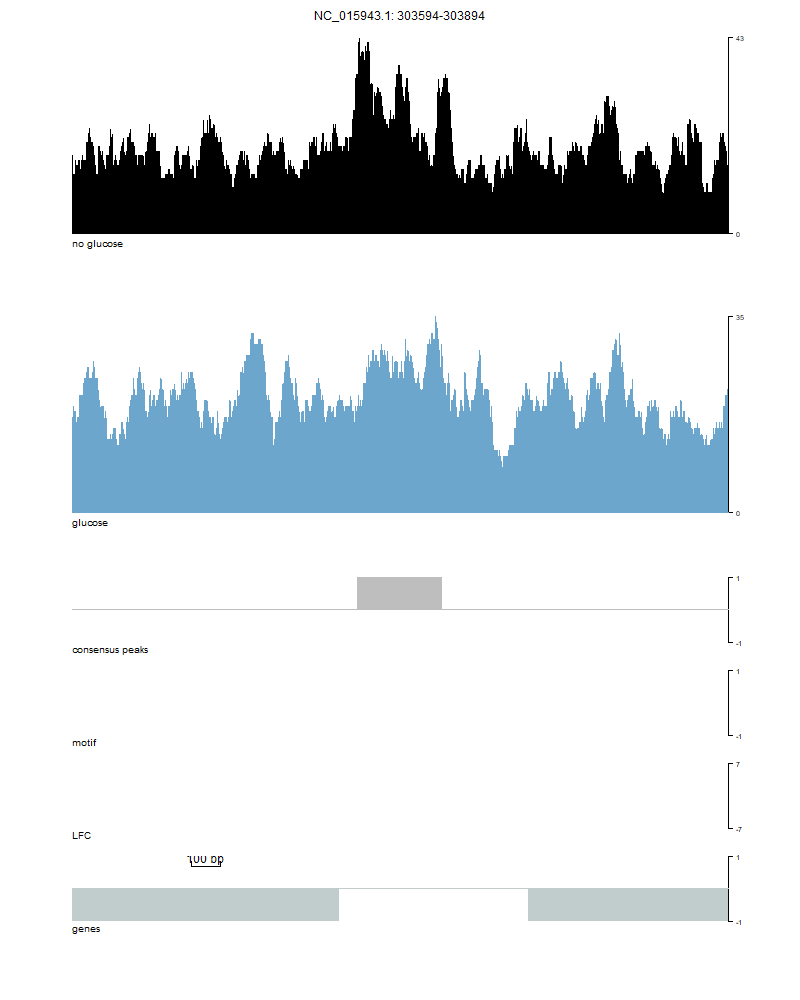 NC_015943.1: 303594-303894
43
0
no glucose
35
0
glucose
1
-1
consensus peaks
1
-1
motif
7
-7
LFC
100 bp
1
-1
genes